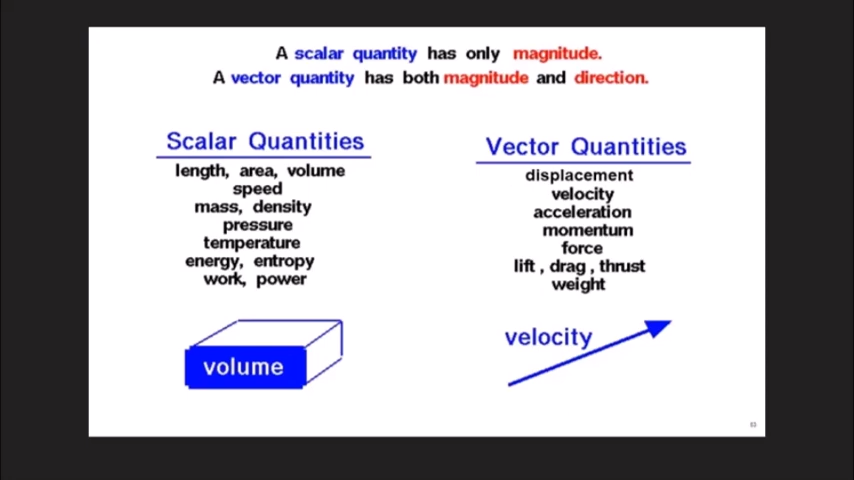 A scalar quantity has only magnitude.
A vector quantity has both magnitude and direction.
Scalar Quantities
length, area, volume
speed
mass, density
pressure
temperature
energy, entropy
work, power
volume
Vector Quantities
displacement
velocity
acceleration
momentum
force
lift , drag , thrust
weight
velocity